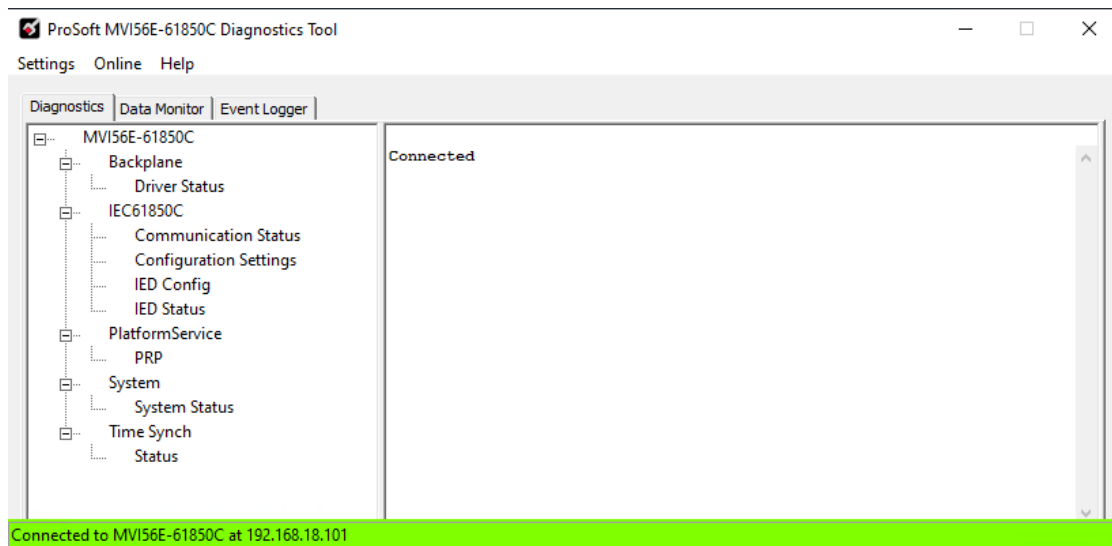 ProSoft MVI56E-61850C Diagnostics Tool
Settings Online Help
Diagnostics Data Monitor Event Logger
MVI56E-61850C
Backplane
Driver Status
IEC61850C
Communication Status
Configuration Settings
IED Config
IED Status
PlatformService
PRP
System
System Status
Time Synch
Status
Connected
Connected to MVI56E-61850C at 192.168.18.101